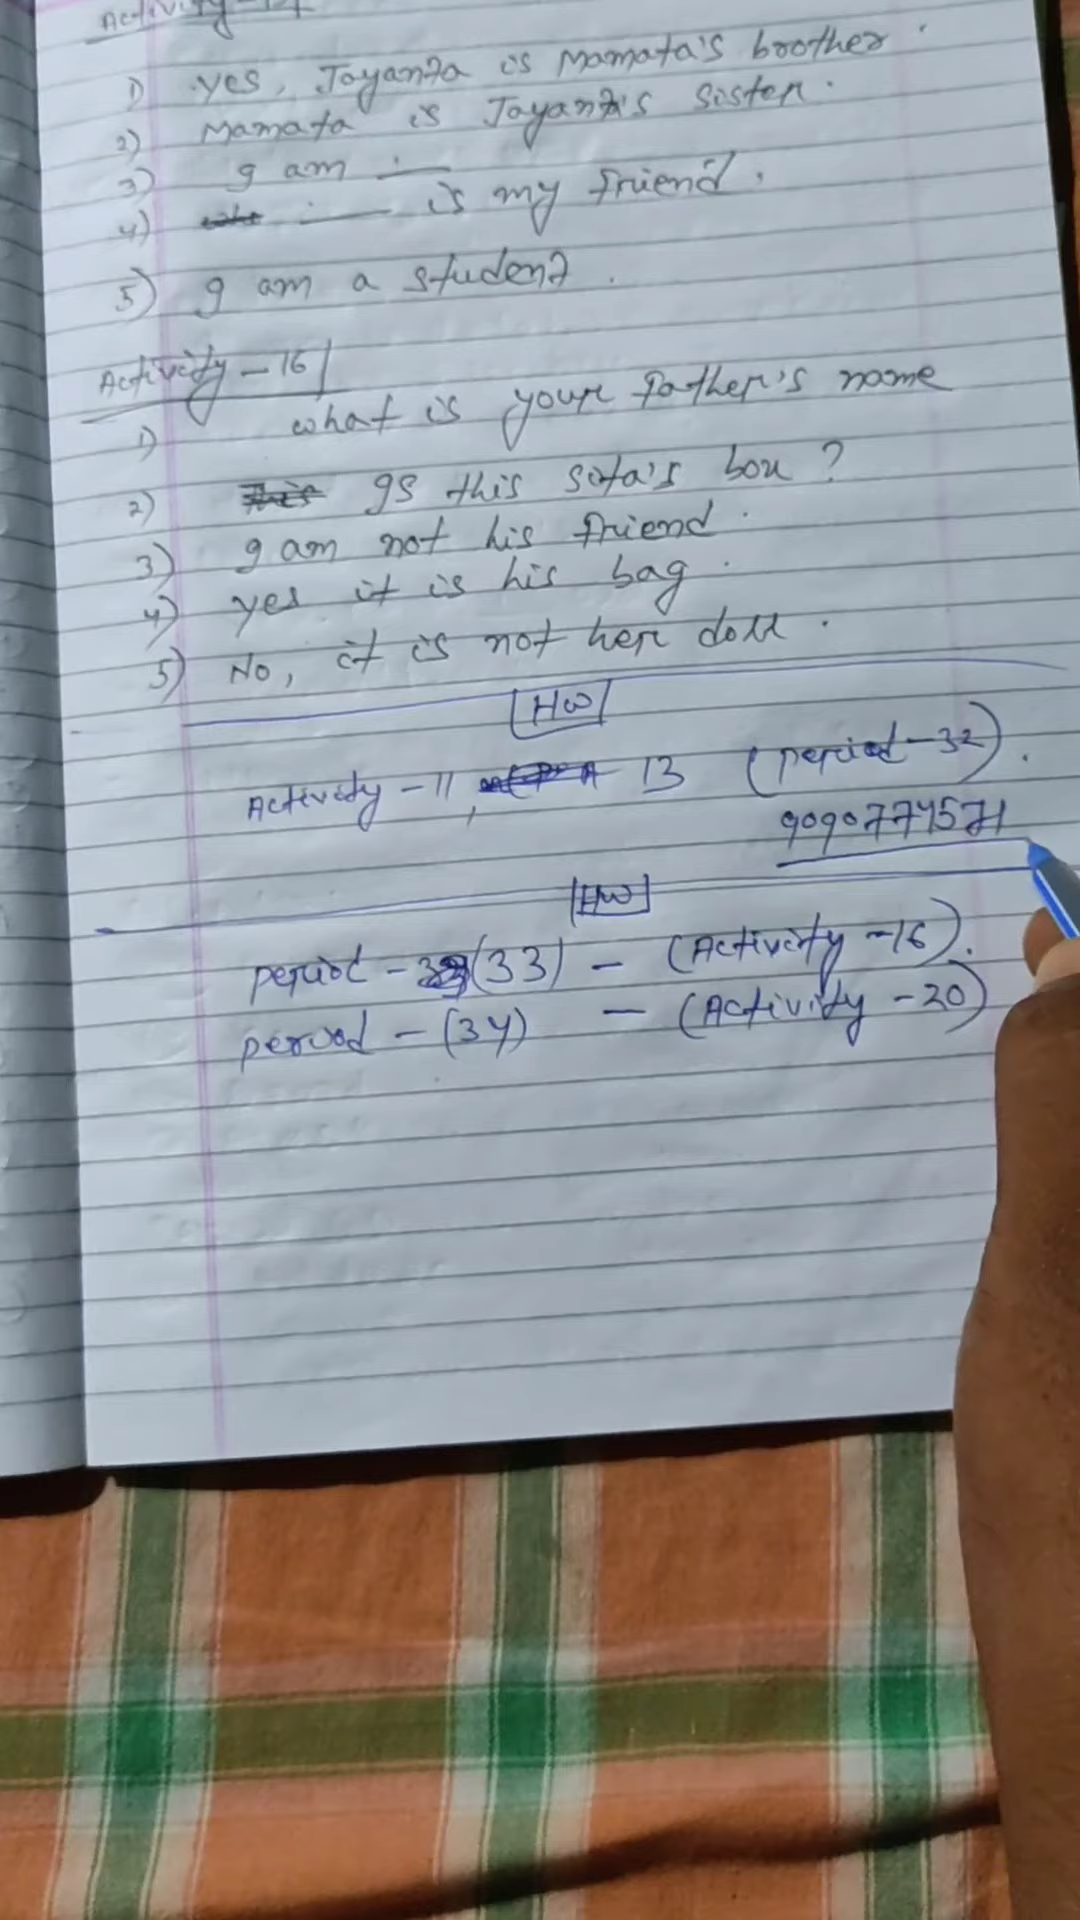 Activity - 14
1) yes, Jayanta is Mamata's brother.
2) Mamata is Jayanta's sister.
3) I am —
4) — is my friend.
5) I am a student.
Activity - 16
1) what is your father's name
2) Is this Sita's box ?
3) I am not his friend.
4) yes it is his bag.
5) No, it is not her doll.
HW
Activity - 11, 13 (period - 32).
9090774571
HW
period - (33) - (Activity - 16).
period - (34) - (Activity - 20)